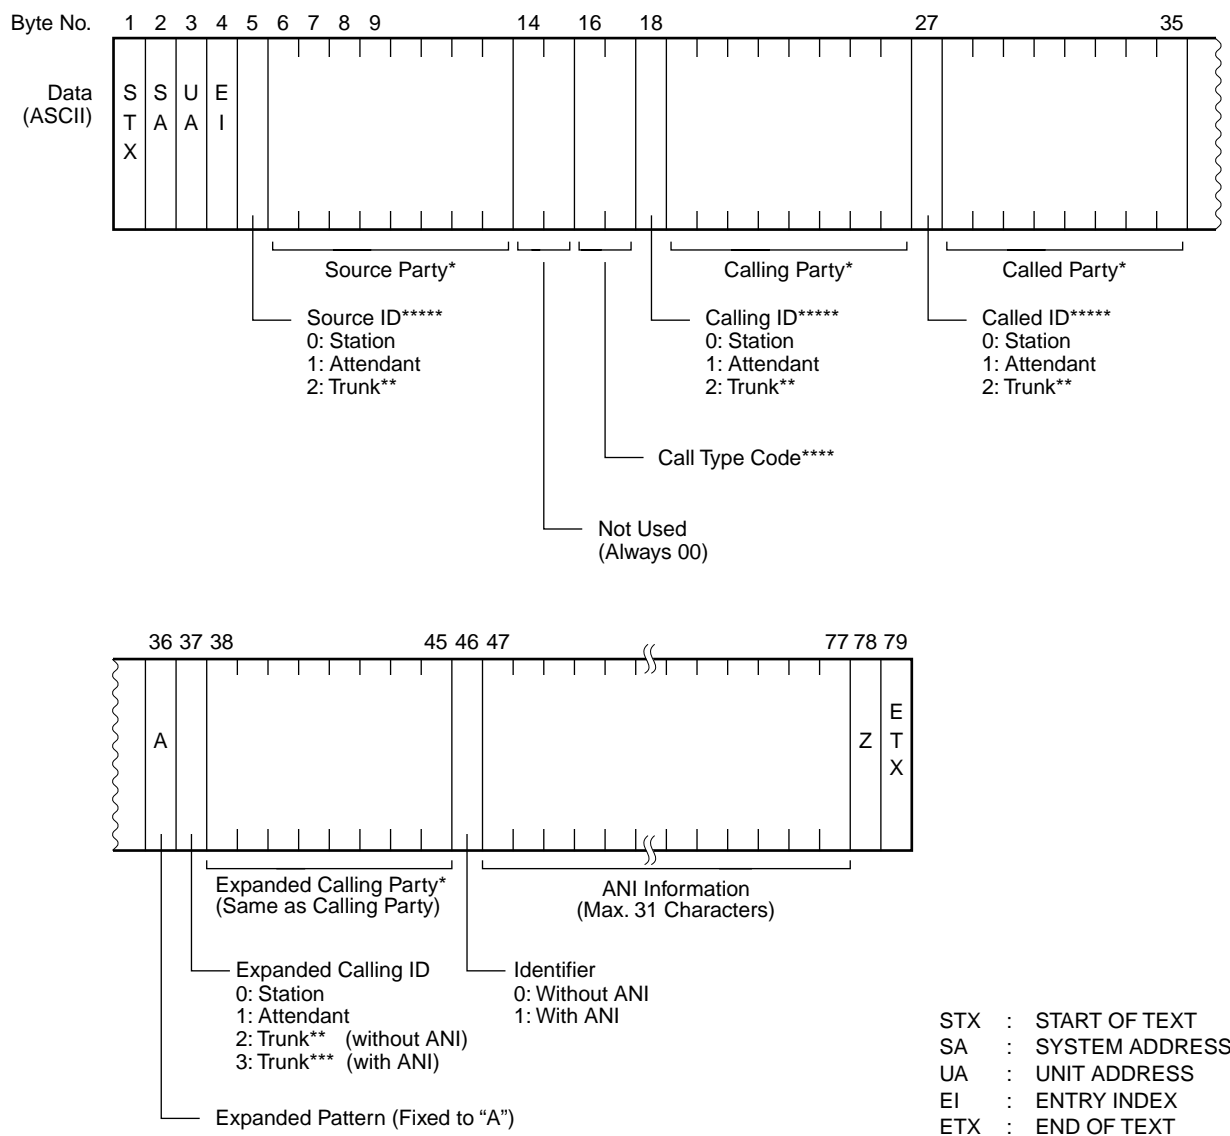 Byte No. 1 2 3 4 5 6 7 8 9 14 16 18 27 35
Data
(ASCII)
S
T
X
S
A
U
A
E
I
Source Party*
Calling Party*
Called Party*
Source ID*****
0: Station
1: Attendant
2: Trunk**
Calling ID*****
0: Station
1: Attendant
2: Trunk**
Called ID*****
0: Station
1: Attendant
2: Trunk**
Call Type Code****
Not Used
(Always 00)
36 37 38 45 46 47 77 78 79
A
Z
E
T
X
Expanded Calling Party*
(Same as Calling Party)
ANI Information
(Max. 31 Characters)
Expanded Calling ID
0: Station
1: Attendant
2: Trunk** (without ANI)
3: Trunk*** (with ANI)
Identifier
0: Without ANI
1: With ANI
Expanded Pattern (Fixed to “A”)
STX : START OF TEXT
SA : SYSTEM ADDRESS
UA : UNIT ADDRESS
EI : ENTRY INDEX
ETX : END OF TEXT